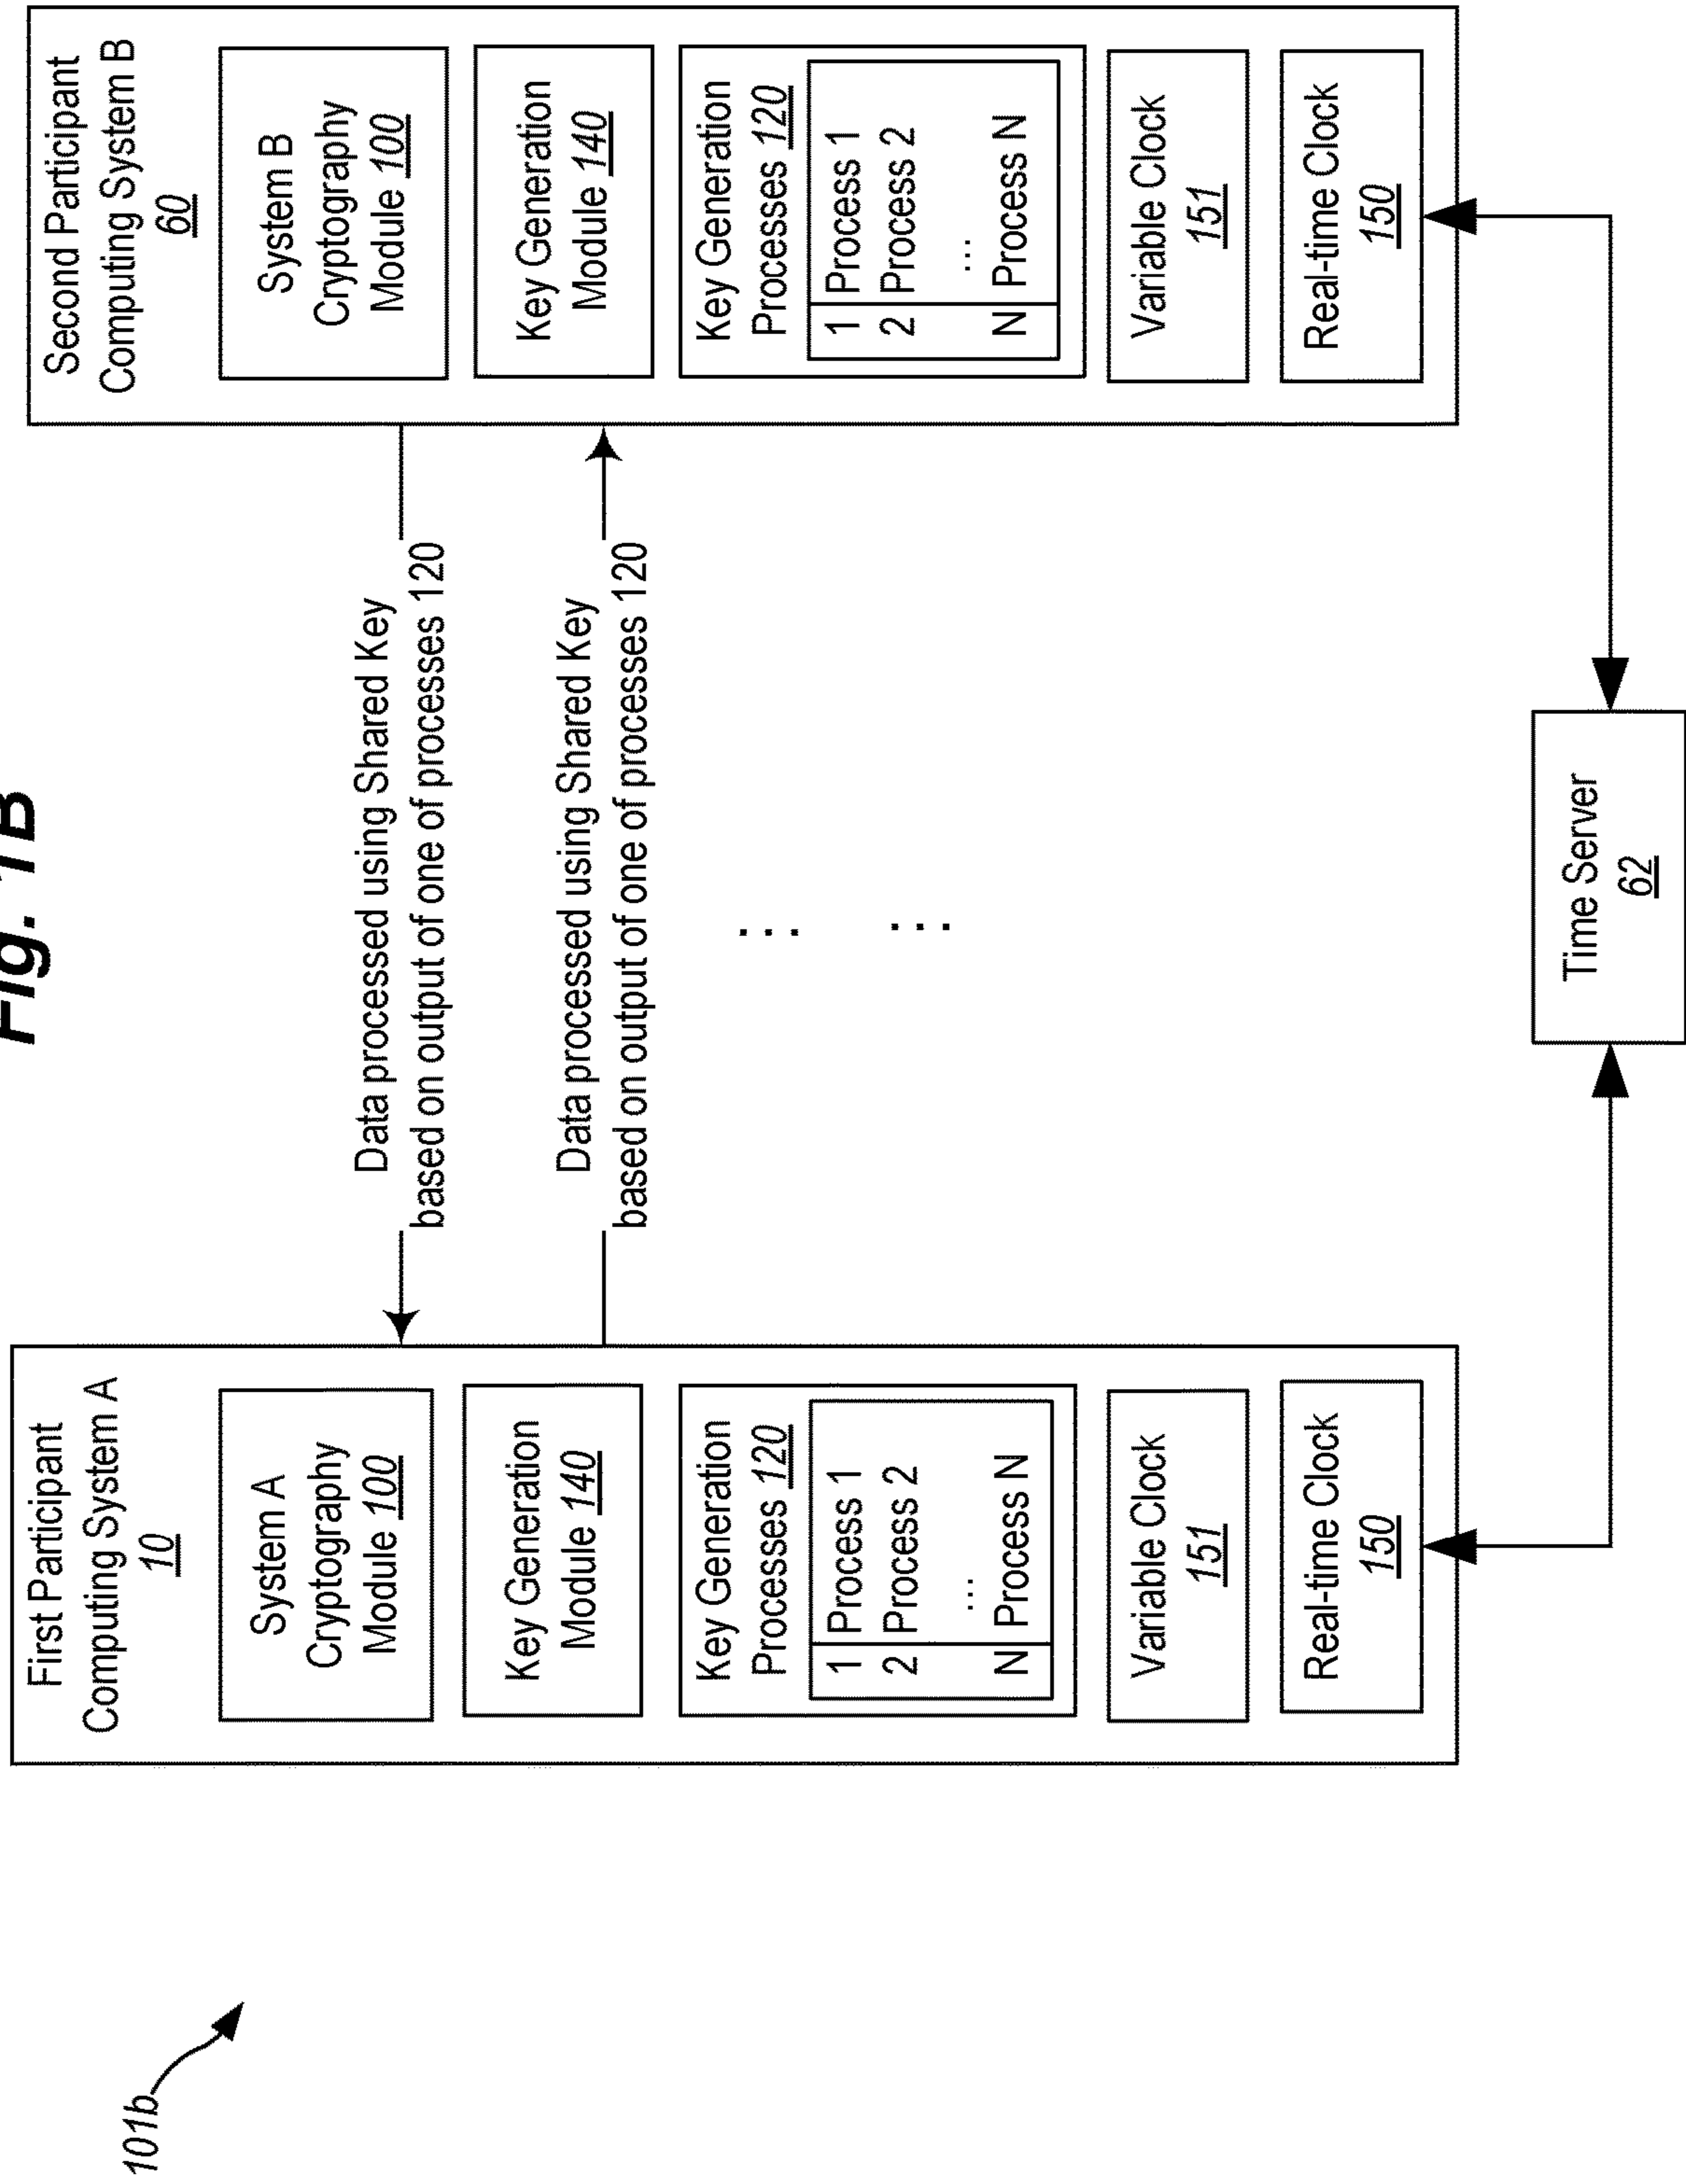 Fig. 1B
101b
First Participant
Computing System A
10
System A
Cryptography
Module 100
Key Generation
Module 140
Key Generation
Processes 120
1 Process 1
2 Process 2
...
N Process N
Variable Clock
151
Real-time Clock
150
Data processed using Shared Key
based on output of one of processes 120
Data processed using Shared Key
based on output of one of processes 120
...
...
Second Participant
Computing System B
60
System B
Cryptography
Module 100
Key Generation
Module 140
Key Generation
Processes 120
1 Process 1
2 Process 2
...
N Process N
Variable Clock
151
Real-time Clock
150
Time Server
62